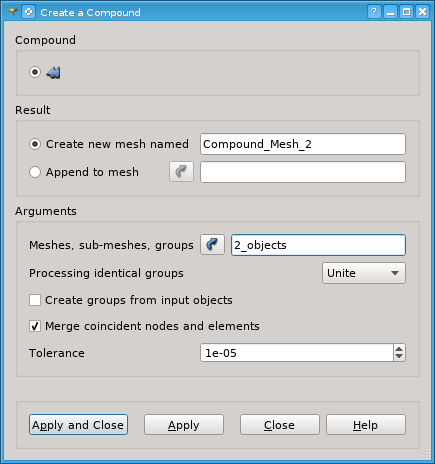 Create a Compound
Compound
Result
Create new mesh named Compound_Mesh_2
Append to mesh
Arguments
Meshes, sub-meshes, groups 2_objects
Processing identical groups Unite
Create groups from input objects
Merge coincident nodes and elements
Tolerance 1e-05
Apply and Close Apply Close Help